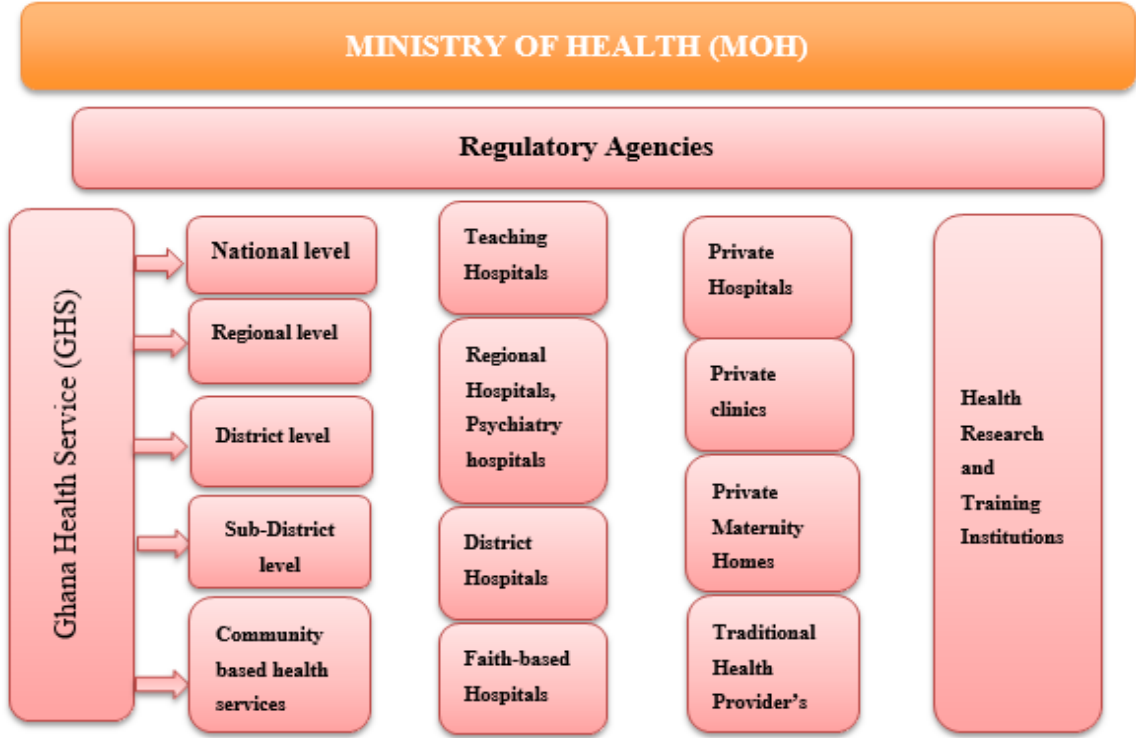 MINISTRY OF HEALTH (MOH)
Regulatory Agencies
Ghana Health Service (GHS)
National level
Regional level
District level
Sub-District
level
Community
based health
services
Teaching
Hospitals
Regional
Hospitals,
Psychiatry
hospitals
District
Hospitals
Faith-based
Hospitals
Private
Hospitals
Private
clinics
Private
Maternity
Homes
Traditional
Health
Provider's
Health
Research
and
Training
Institutions